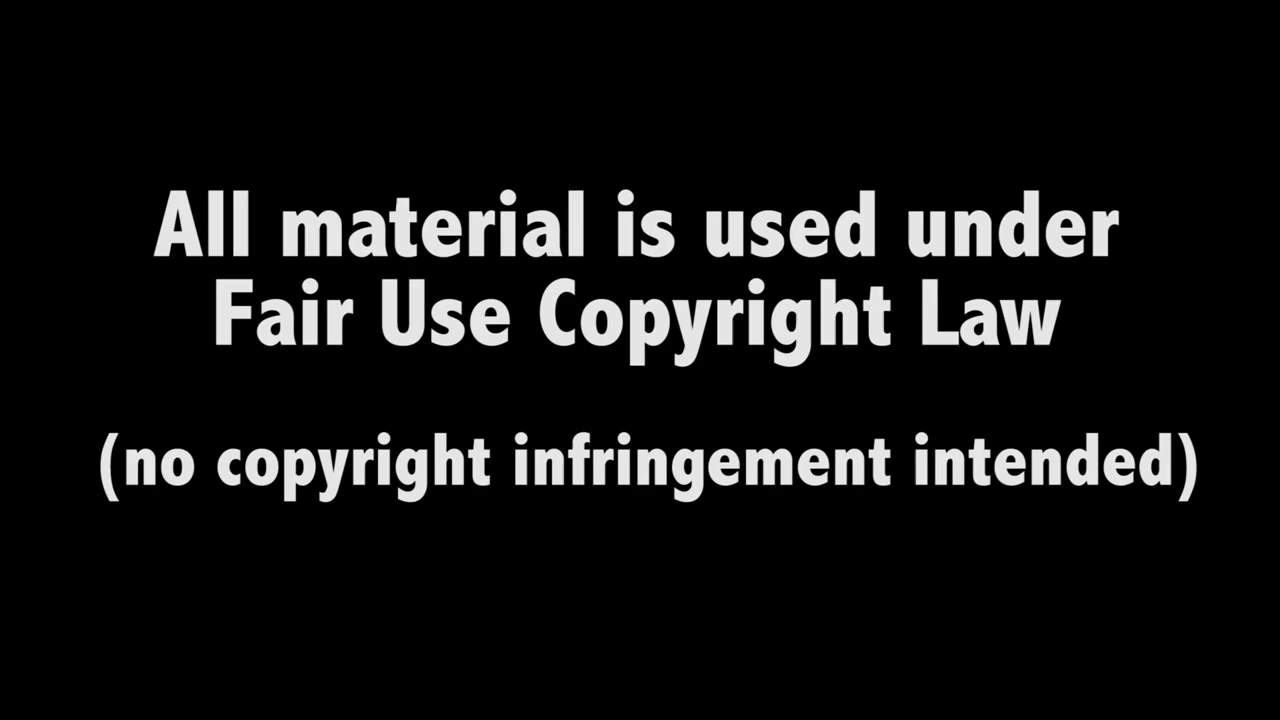 All material is used under
Fair Use Copyright Law
(no copyright infringement intended)